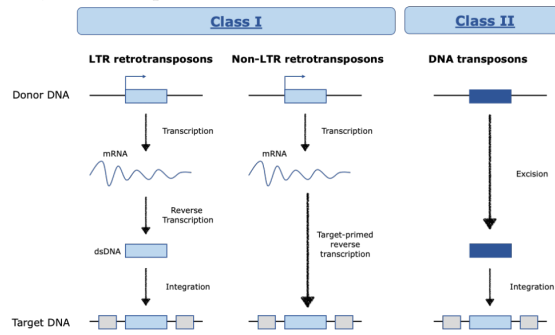 Class I
Class II
LTR retrotransposons
Non-LTR retrotransposons
DNA transposons
Donor DNA
Transcription
Transcription
mRNA
mRNA
Excision
Reverse
Transcription
Target-primed
reverse
transcription
dsDNA
Integration
Integration
Target DNA